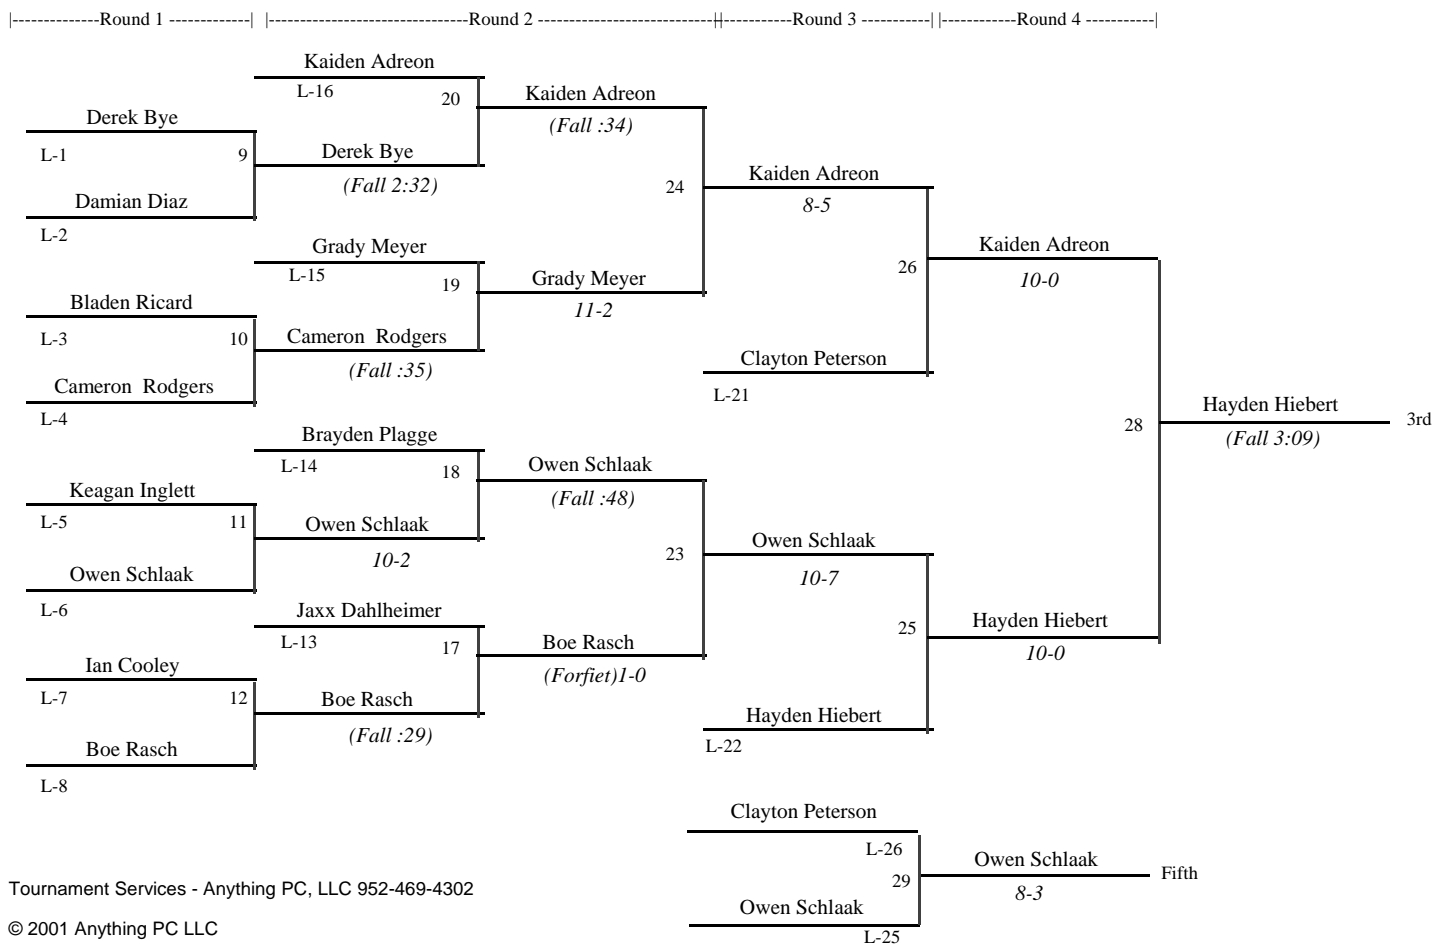 |-------------Round 1 -------------| |--------------------------------Round 2 -----------------------------||-----------Round 3 -----------| |------------Round 4 -----------|
Kaiden Adreon
L-16
20
Kaiden Adreon
(Fall :34)
Derek Bye
L-1
9
Derek Bye
(Fall 2:32)
Damian Diaz
L-2
24
Kaiden Adreon
8-5
Grady Meyer
L-15
19
Grady Meyer
11-2
Bladen Ricard
L-3
10
Cameron  Rodgers
(Fall :35)
Cameron  Rodgers
L-4
26
Kaiden Adreon
10-0
Clayton Peterson
L-21
Brayden Plagge
L-14
18
Owen Schlaak
(Fall :48)
Keagan Inglett
L-5
11
Owen Schlaak
10-2
Owen Schlaak
L-6
23
Owen Schlaak
10-7
28
Hayden Hiebert
(Fall 3:09)
3rd
Jaxx Dahlheimer
L-13
17
Boe Rasch
(Forfiet)1-0
Ian Cooley
L-7
12
Boe Rasch
(Fall :29)
Boe Rasch
L-8
25
Hayden Hiebert
10-0
Hayden Hiebert
L-22
Clayton Peterson
L-26
29
Owen Schlaak
8-3
Fifth
Owen Schlaak
L-25
Tournament Services - Anything PC, LLC 952-469-4302
© 2001 Anything PC LLC